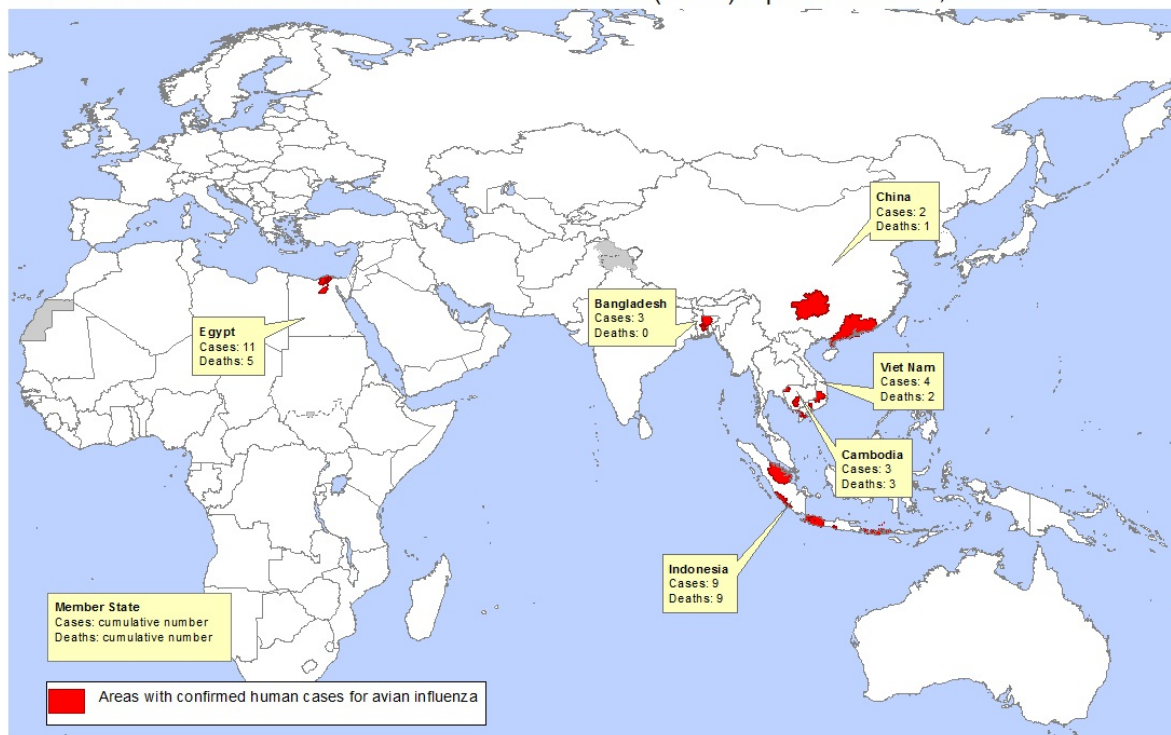 China
Cases: 2
Deaths: 1
Bangladesh
Cases: 3
Deaths: 0
Egypt
Cases: 11
Deaths: 5
Viet Nam
Cases: 4
Deaths: 2
Cambodia
Cases: 3
Deaths: 3
Indonesia
Cases: 9
Deaths: 9
Member State
Cases: cumulative number
Deaths: cumulative number
Areas with confirmed human cases for avian influenza